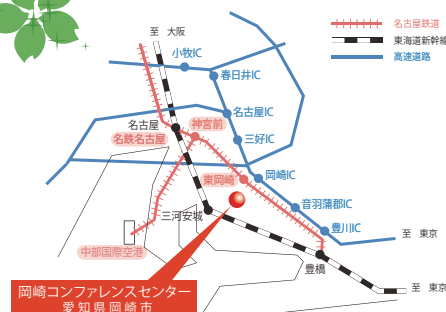 至 大阪
名古屋鉄道
東海道新幹線
高速道路
小牧IC
春日井IC
名古屋IC
名古屋
神宮前
名鉄名古屋
三好IC
東岡崎
岡崎IC
音羽蒲郡IC
三河安城
豊川IC
至 東京
中部国際空港
豊橋
至 東京
岡崎コンファレンスセンター
愛知県岡崎市